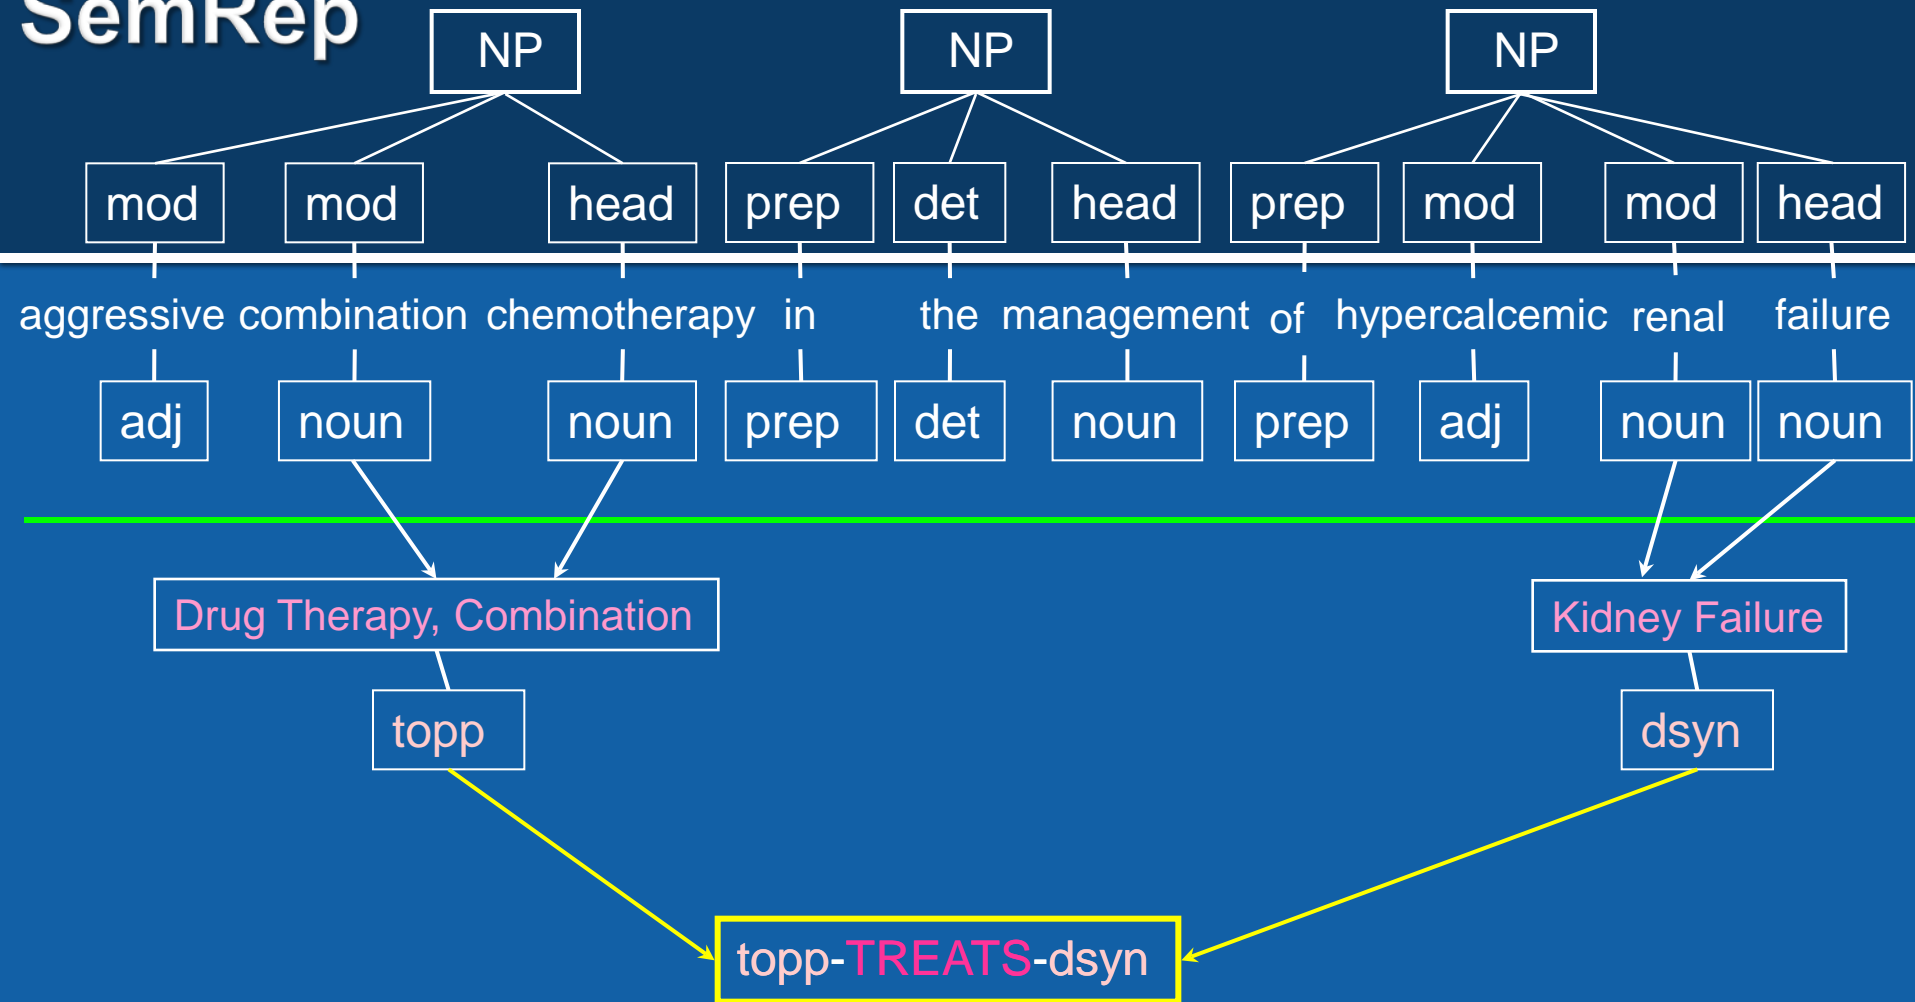 SemRep
NP NP NP
mod mod head prep det head prep mod mod head
aggressive combination chemotherapy in the management of hypercalcemic renal failure
adj noun noun prep det noun prep adj noun noun
Drug Therapy, Combination Kidney Failure
topp dsyn
topp-TREATS-dsyn